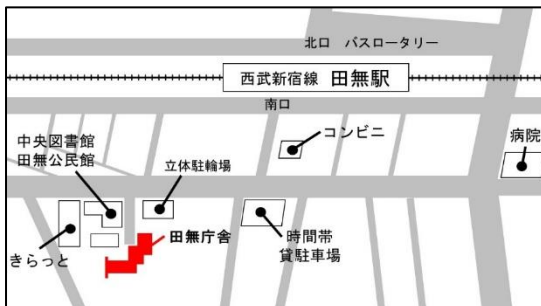 北口 バスロータリー
西武新宿線 田無駅
南口
中央図書館
田無公民館
立体駐輪場
コンビニ
病院
きらっと
田無庁舎
時間帯
貸駐車場